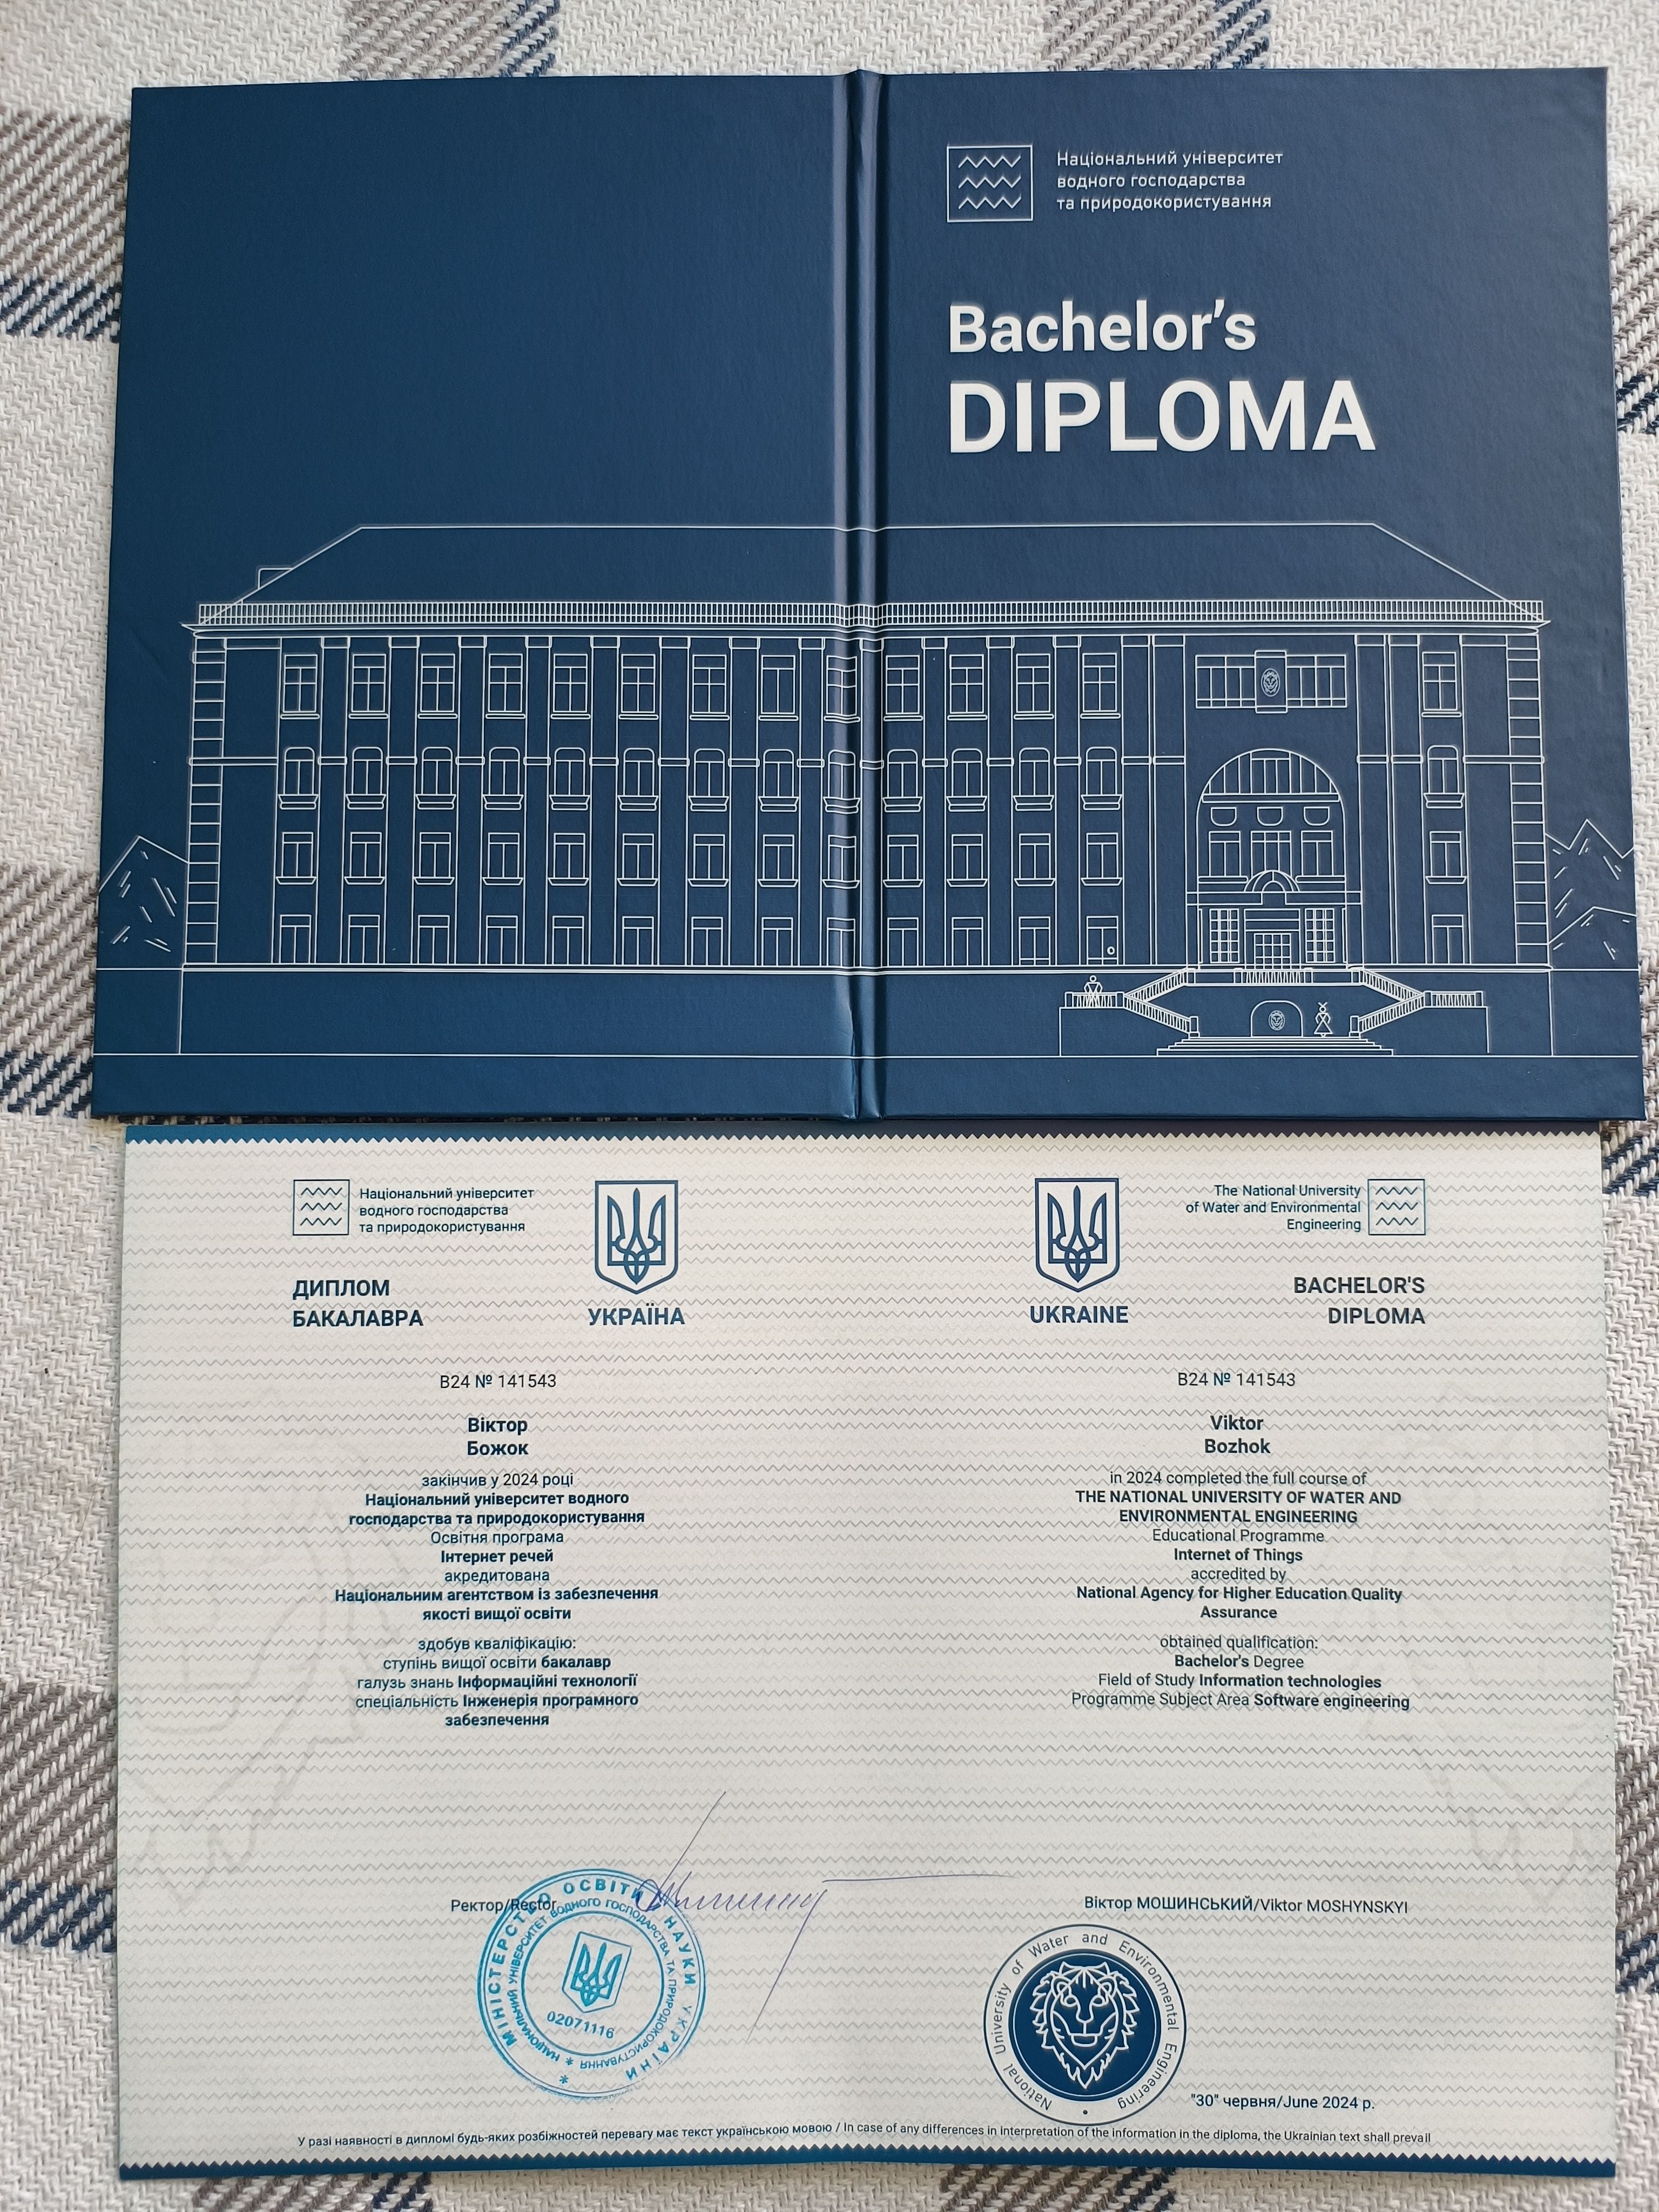 Національний університет
водного господарства
та природокористування
Bachelor's
DIPLOMA
Національний університет
водного господарства
та природокористування
ДИПЛОМ
БАКАЛАВРА
УКРАЇНА
В24 № 141543
Віктор
Божок
закінчив у 2024 році
Національний університет водного
господарства та природокористування
Освітня програма
Інтернет речей
акредитована
Національним агентством із забезпечення
якості вищої освіти
здобув кваліфікацію:
ступінь вищої освіти бакалавр
галузь знань Інформаційні технології
спеціальність Інженерія програмного
забезпечення
UKRAINE
The National University
of Water and Environmental
Engineering
BACHELOR'S
DIPLOMA
B24 № 141543
Viktor
Bozhok
in 2024 completed the full course of
THE NATIONAL UNIVERSITY OF WATER AND
ENVIRONMENTAL ENGINEERING
Educational Programme
Internet of Things
accredited by
National Agency for Higher Education Quality
Assurance
obtained qualification:
Bachelor's Degree
Field of Study Information technologies
Programme Subject Area Software engineering
Ректор/Rector
Віктор МОШИНСЬКИЙ/Viktor MOSHYNSKYI
МІНІСТЕРСТВО ОСВІТИ І НАУКИ УКРАЇНИ *
НАЦІОНАЛЬНИЙ УНІВЕРСИТЕТ ВОДНОГО ГОСПОДАРСТВА ТА ПРИРОДОКОРИСТУВАННЯ *
02071116
National University of Water and Environmental Engineering •
"30" червня/June 2024 р.
У разі наявності в дипломі будь-яких розбіжностей перевагу має текст українською мовою / In case of any differences in interpretation of the information in the diploma, the Ukrainian text shall prevail